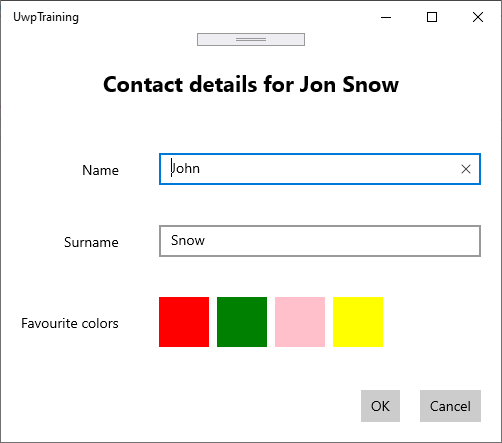 UwpTraining
Contact details for Jon Snow
Name John
Surname Snow
Favourite colors
OK Cancel